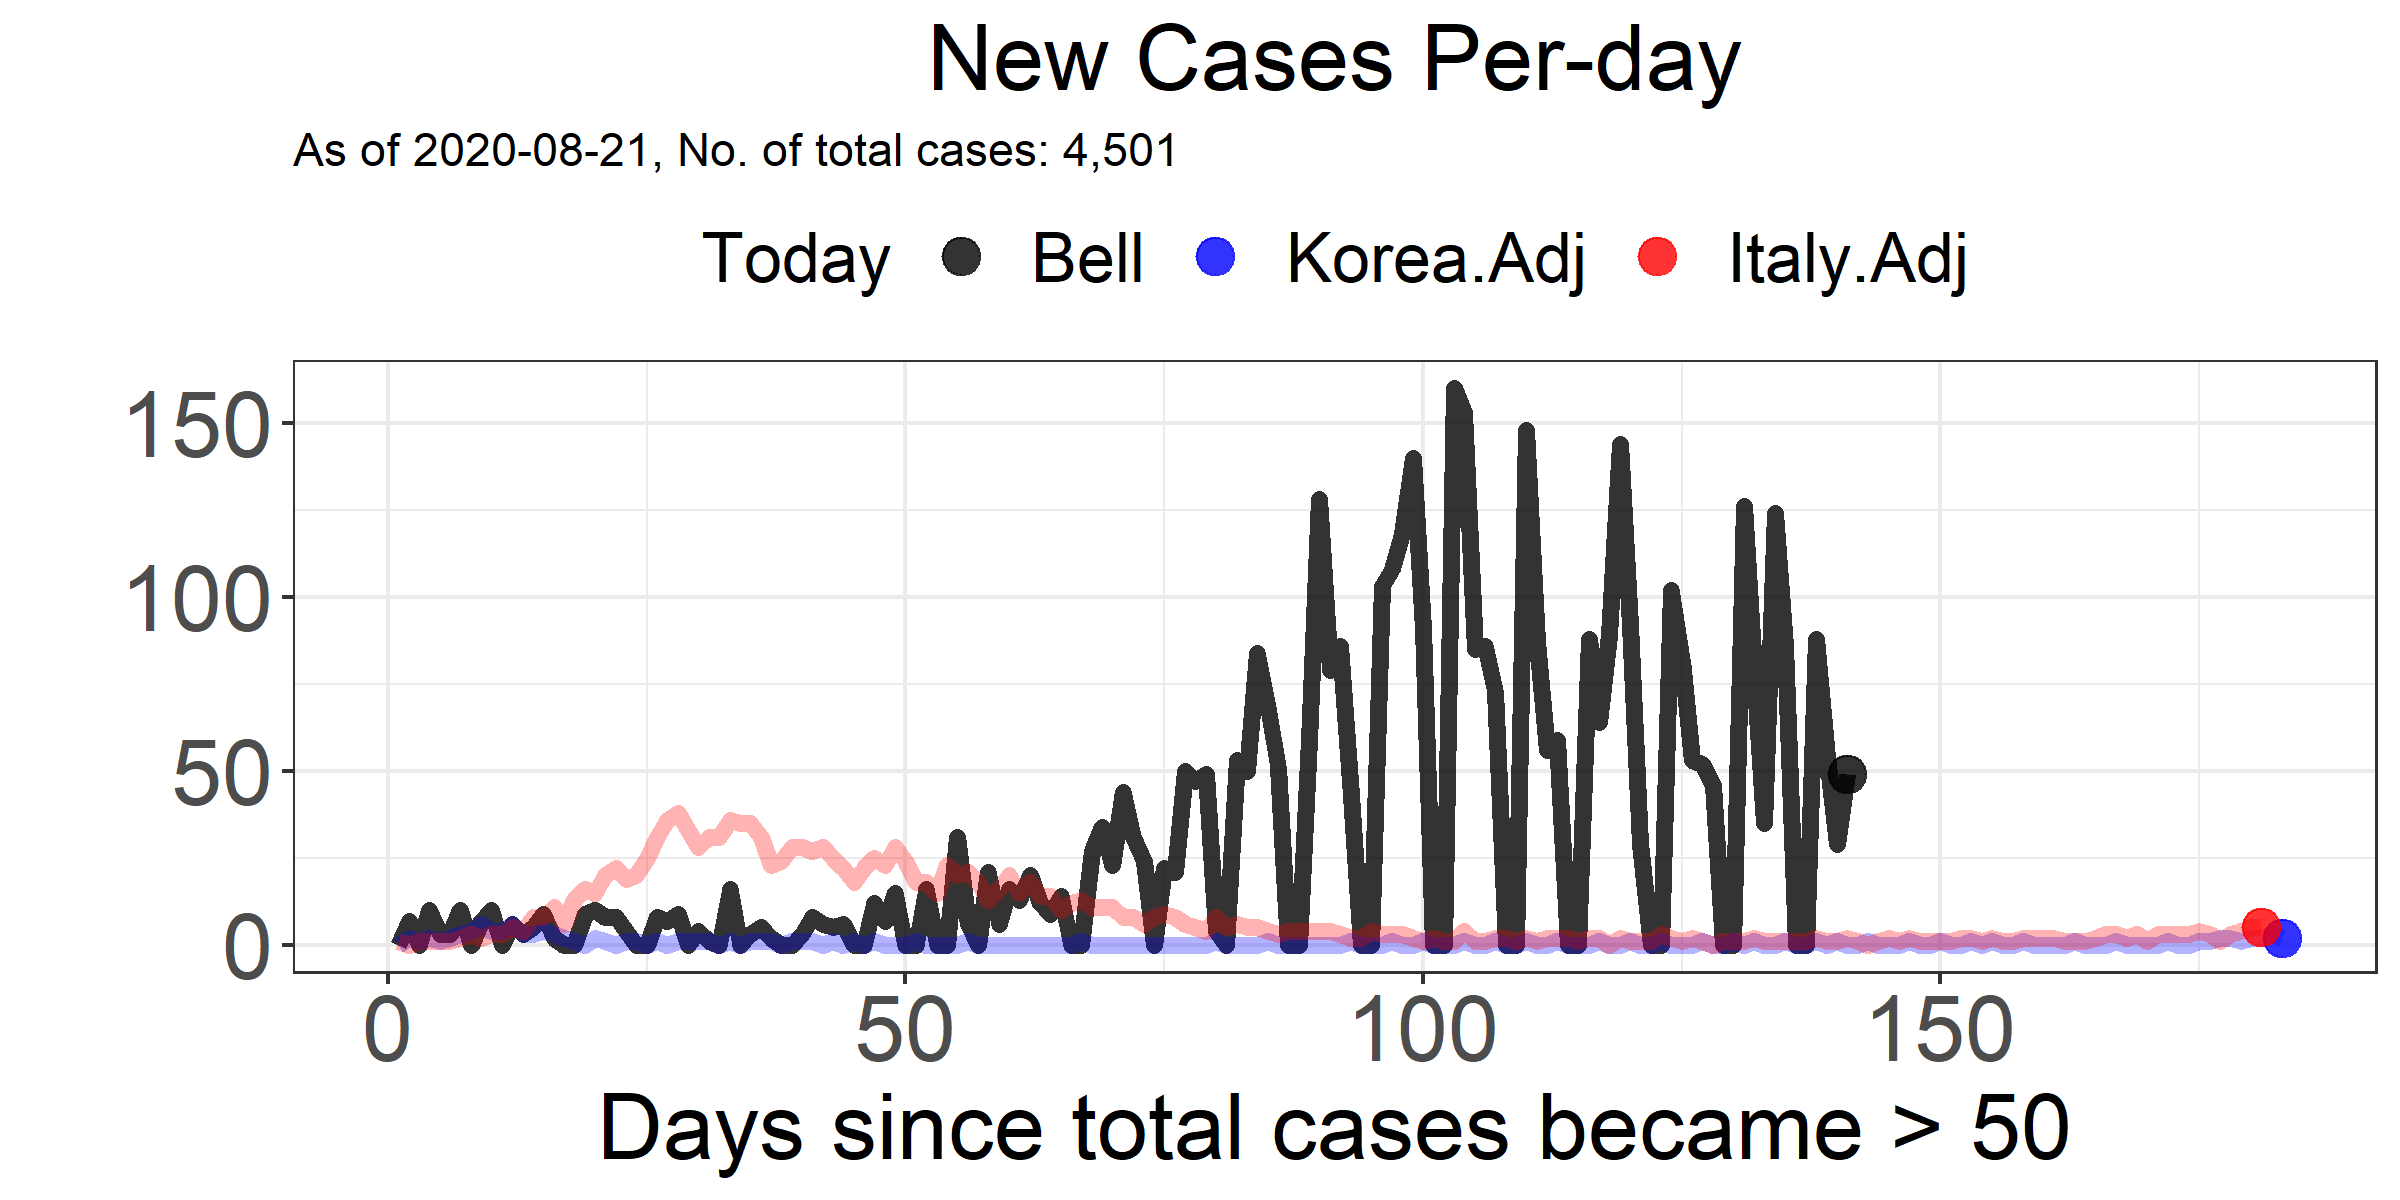 New Cases Per-day
As of 2020-08-21, No. of total cases: 4,501
Today Bell Korea.Adj Italy.Adj
150
100
50
0
0 50 100 150
Days since total cases became > 50